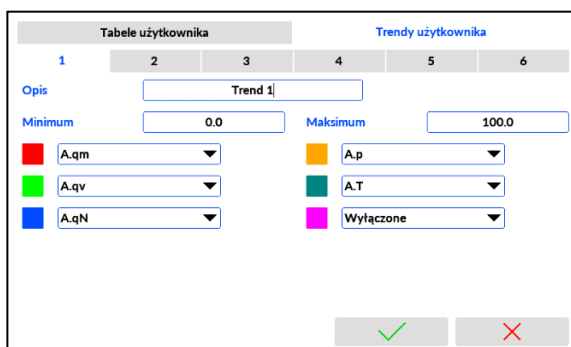 Tabele użytkownika Trendy użytkownika
1 2 3 4 5 6
Opis Trend 1
Minimum 0.0 Maksimum 100.0
A.qm A.p
A.qv A.T
A.qN Wyłączone